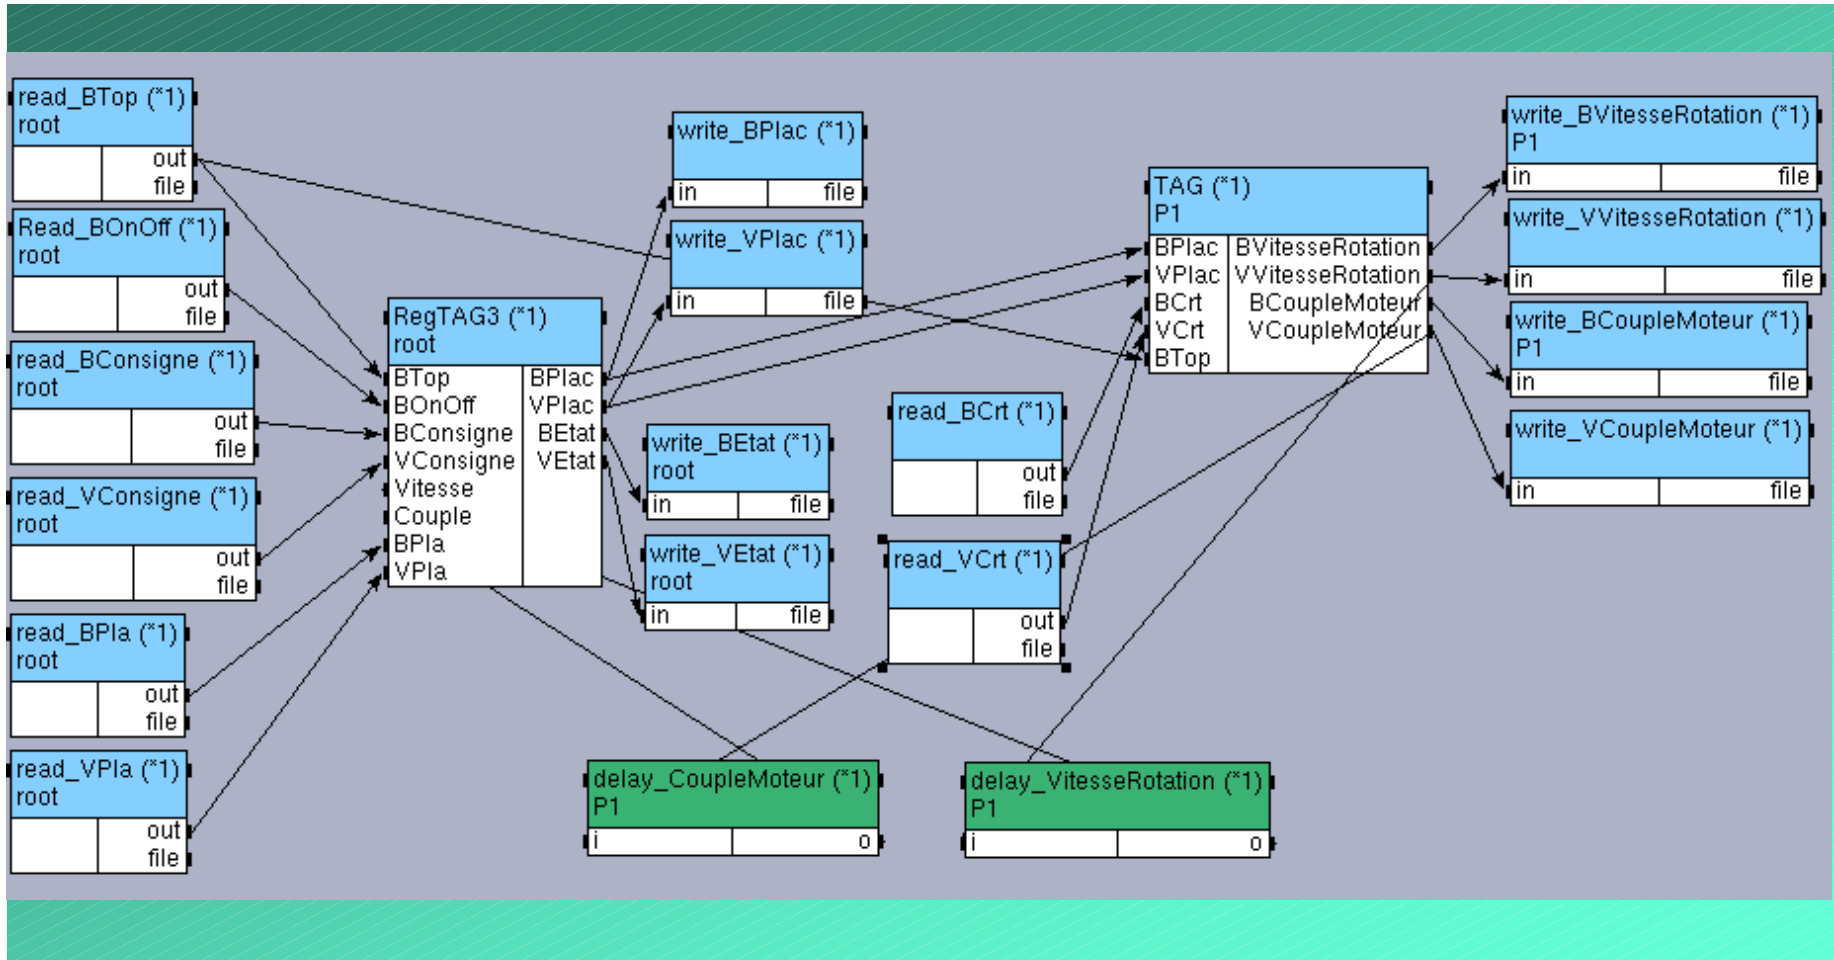 read_BTop (*1)
root
out
file
Read_BOnOff (*1)
root
out
file
read_BConsigne (*1)
root
out
file
read_VConsigne (*1)
root
out
file
read_BPla (*1)
root
out
file
read_VPla (*1)
root
out
file
RegTAG3 (*1)
root
BTop BPlac
BOnOff VPlac
BConsigne BEtat
VConsigne VEtat
Vitesse
Couple
BPla
VPla
write_BPlac (*1)
in file
write_VPlac (*1)
in file
write_BEtat (*1)
root
in file
write_VEtat (*1)
root
in file
delay_CoupleMoteur (*1)
P1
i o
read_BCrt (*1)
out
file
read_VCrt (*1)
out
file
delay_VitesseRotation (*1)
P1
i o
TAG (*1)
P1
BPlac BVitesseRotation
VPlac VVitesseRotation
BCrt BCoupleMoteur
VCrt VCoupleMoteur
BTop
write_BVitesseRotation (*1)
P1
in file
write_VVitesseRotation (*1)
in file
write_BCoupleMoteur (*1)
P1
in file
write_VCoupleMoteur (*1)
in file